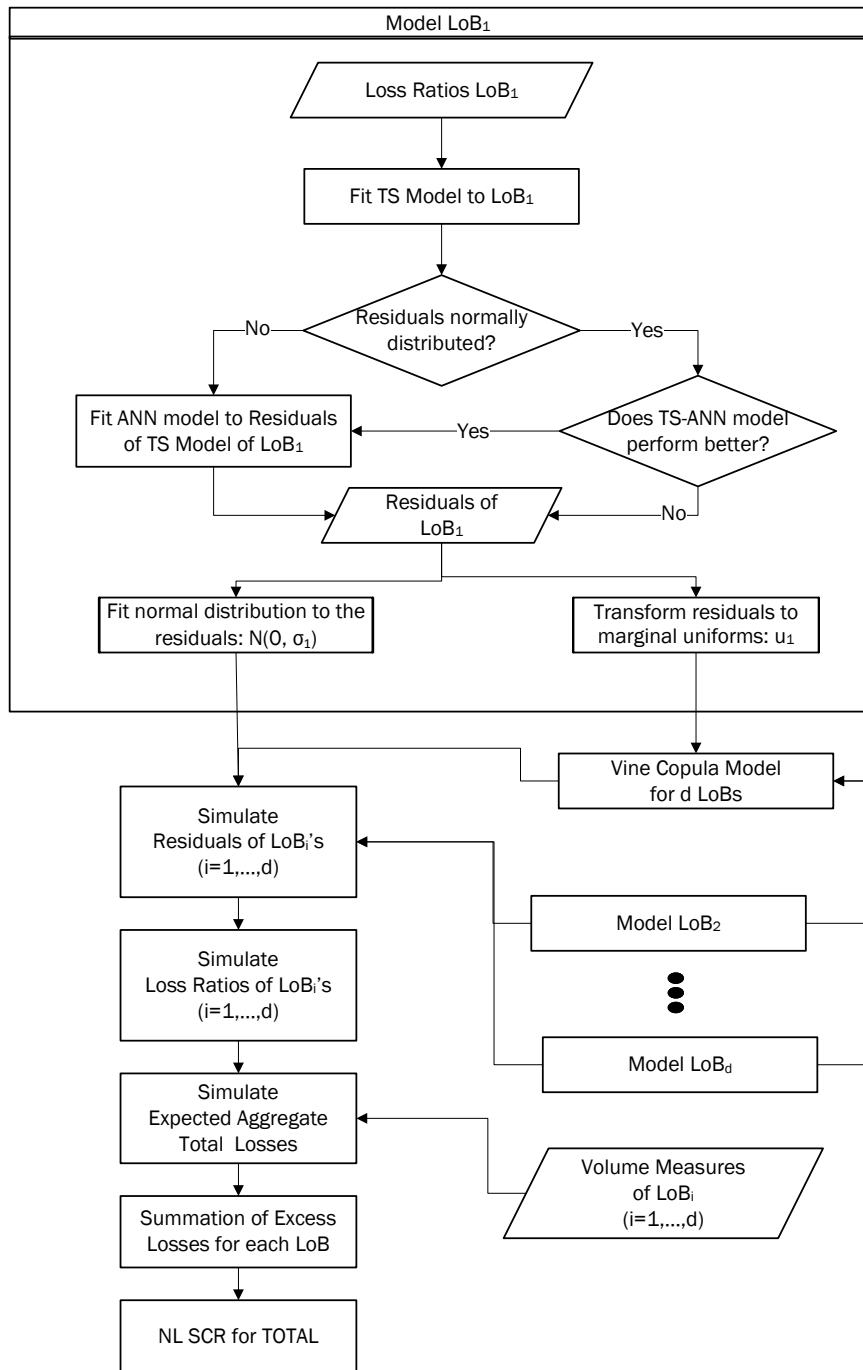 Model LoB₁
Loss Ratios LoB₁
Fit TS Model to LoB₁
Residuals normally
distributed?
No
Yes
Fit ANN model to Residuals
of TS Model of LoB₁
Yes
Does TS-ANN model
perform better?
Residuals of
LoB₁
No
Fit normal distribution to the
residuals: N(0, σ₁)
Transform residuals to
marginal uniforms: u₁
Vine Copula Model
for d LoBs
Simulate
Residuals of LoBᵢ's
(i=1,...,d)
Model LoB₂
Simulate
Loss Ratios of LoBᵢ's
(i=1,...,d)
Model LoB_d
Simulate
Expected Aggregate
Total Losses
Volume Measures
of LoBᵢ
(i=1,...,d)
Summation of Excess
Losses for each LoB
NL SCR for TOTAL